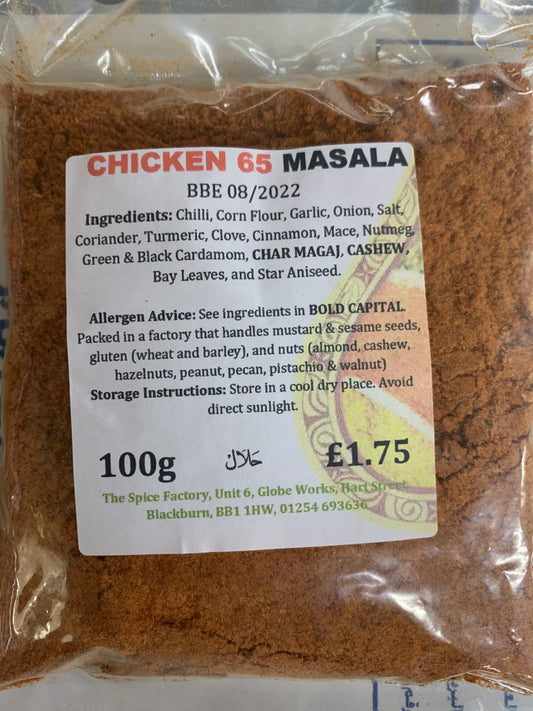 CHICKEN 65 MASALA
BBE 08/2022
Ingredients: Chilli, Corn Flour, Garlic, Onion, Salt,
Coriander, Turmeric, Clove, Cinnamon, Mace, Nutmeg,
Green & Black Cardamom, CHAR MAGAJ, CASHEW,
Bay Leaves, and Star Aniseed.
Allergen Advice: See ingredients in BOLD CAPITAL.
Packed in a factory that handles mustard & sesame seeds,
gluten (wheat and barley), and nuts (almond, cashew,
hazelnuts, peanut, pecan, pistachio & walnut)
Storage Instructions: Store in a cool dry place. Avoid
direct sunlight.
100g حلال £1.75
The Spice Factory, Unit 6, Globe Works, Hart Street,
Blackburn, BB1 1HW, 01254 693636